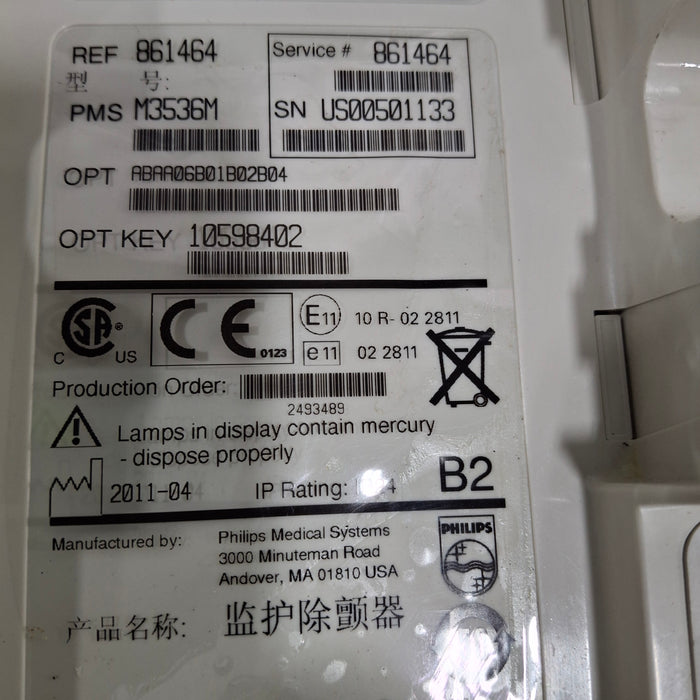 REF 861464
型 号:
Service # 861464
PMS M3536M
SN US00501133
OPT ABAA06B01B02B04
OPT KEY 10598402
CSA®
C US
CE 0123
E11 10 R- 02 2811
e11 02 2811
Production Order:
2493489
Lamps in display contain mercury
- dispose properly
2011-04 IP Rating:
B2
Manufactured by: Philips Medical Systems
3000 Minuteman Road
Andover, MA 01810 USA
PHILIPS
产品名称: 监护除颤器